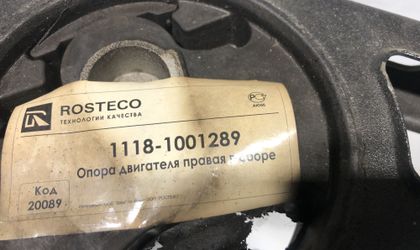 ROSTECO
ТЕХНОЛОГИИ КАЧЕСТВА
1118-1001289
Опора двигателя правая в сборе
Код
20089